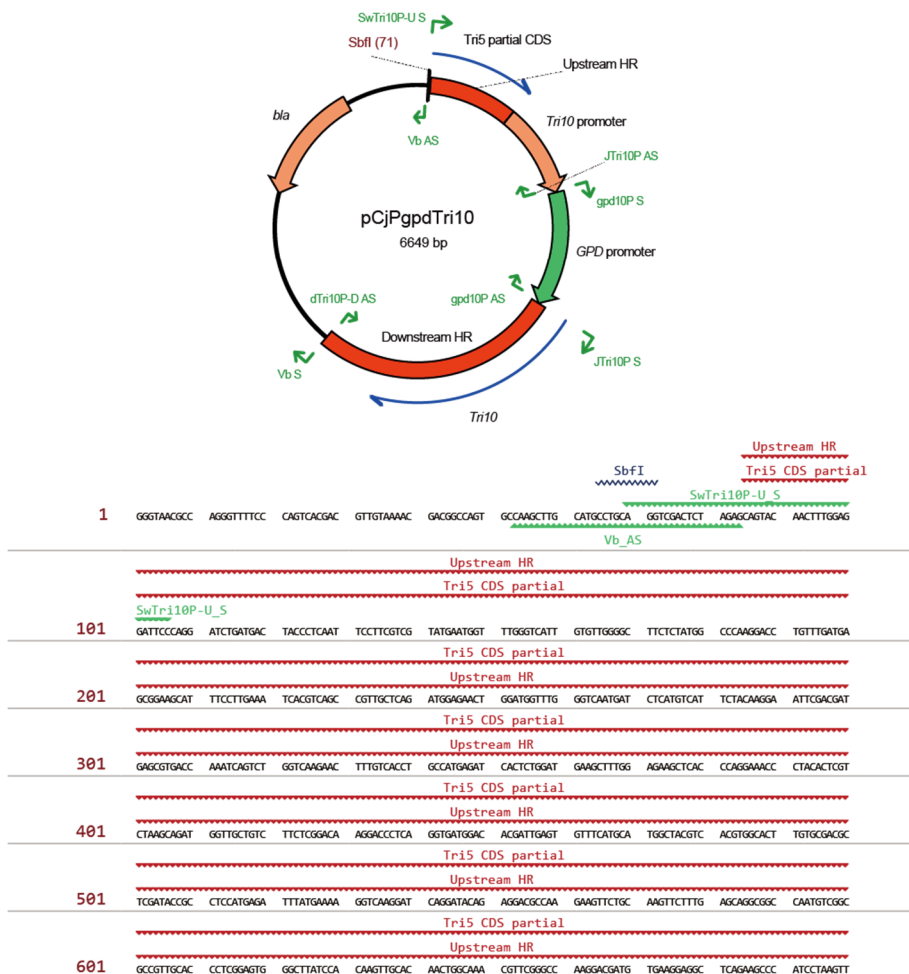 SwTri10P-U S
SbfI (71)
Tri5 partial CDS
Upstream HR
bla
Tri10 promoter
Vb AS
JTri10P AS
gpd10P S
pCjPgpdTri10
6649 bp
GPD promoter
dTri10P-D AS
gpd10P AS
Downstream HR
JTri10P S
Vb S
Tri10
Upstream HR
SbfI
Tri5 CDS partial
SwTri10P-U_S
1 GGGTAACGCC AGGGTTTTCC CAGTCACGAC GTTGTAAAAC GACGGCCAGT GCCAAGCTTG CATGCCTGCA GGTCGACTCT AGAGCAGTAC AACTTTGGAG
Vb_AS
Upstream HR
Tri5 CDS partial
SwTri10P-U_S
101 GATTCCCAGG ATCTGATGAC TACCCTCAAT TCCTTCGTCG TATGAATGGT TTGGGTCATT GTGTTGGGGC TTCTCTATGG CCCAAGGACC TGTTTGATGA
Tri5 CDS partial
Upstream HR
201 GCGGAAGCAT TTCCTTGAAA TCACGTCAGC CGTTGCTCAG ATGGAGAACT GGATGGTTTG GGTCAATGAT CTCATGTCAT TCTACAAGGA ATTCGACGAT
Tri5 CDS partial
Upstream HR
301 GAGCGTGACC AAATCAGTCT GGTCAAGAAC TTTGTCACCT GCCATGAGAT CACTCTGGAT GAAGCTTTGG AGAAGCTCAC CCAGGAAACC CTACACTCGT
Tri5 CDS partial
Upstream HR
401 CTAAGCAGAT GGTTGCTGTC TTCTCGGACA AGGACCCTCA GGTGATGGAC ACGATTGAGT GTTTCATGCA TGGCTACGTC ACGTGGCACT TGTGCGACGC
Tri5 CDS partial
Upstream HR
501 TCGATACCGC CTCCATGAGA TTTATGAAAA GGTCAAGGAT CAGGATACAG AGGACGCCAA GAAGTTCTGC AAGTTCTTTG AGCAGGCGGC CAATGTCGGC
Tri5 CDS partial
Upstream HR
601 GCCGTTGCAC CCTCGGAGTG GGCTTATCCA CAAGTTGCAC AACTGGCAAA CGTTCGGGCC AAGGACGATG TGAAGGAGGC TCAGAAGCCC ATCCTAAGTT